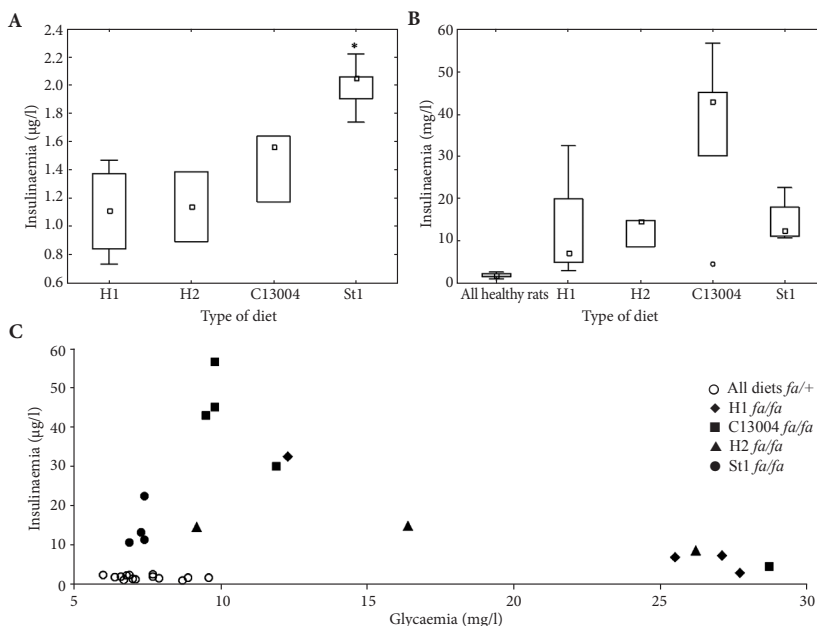 A
Insulinaemia (μg/l)
2.4
2.2
2.0
1.8
1.6
1.4
1.2
1.0
0.8
0.6
*
H1 H2 C13004 St1
Type of diet
B
Insulinaemia (mg/l)
60
50
40
30
20
10
0
All healthy rats H1 H2 C13004 St1
Type of diet
C
Insulinaemia (μg/l)
60
50
40
30
20
10
0
All diets fa/+
H1 fa/fa
C13004 fa/fa
H2 fa/fa
St1 fa/fa
5 10 15 20 25 30
Glycaemia (mg/l)